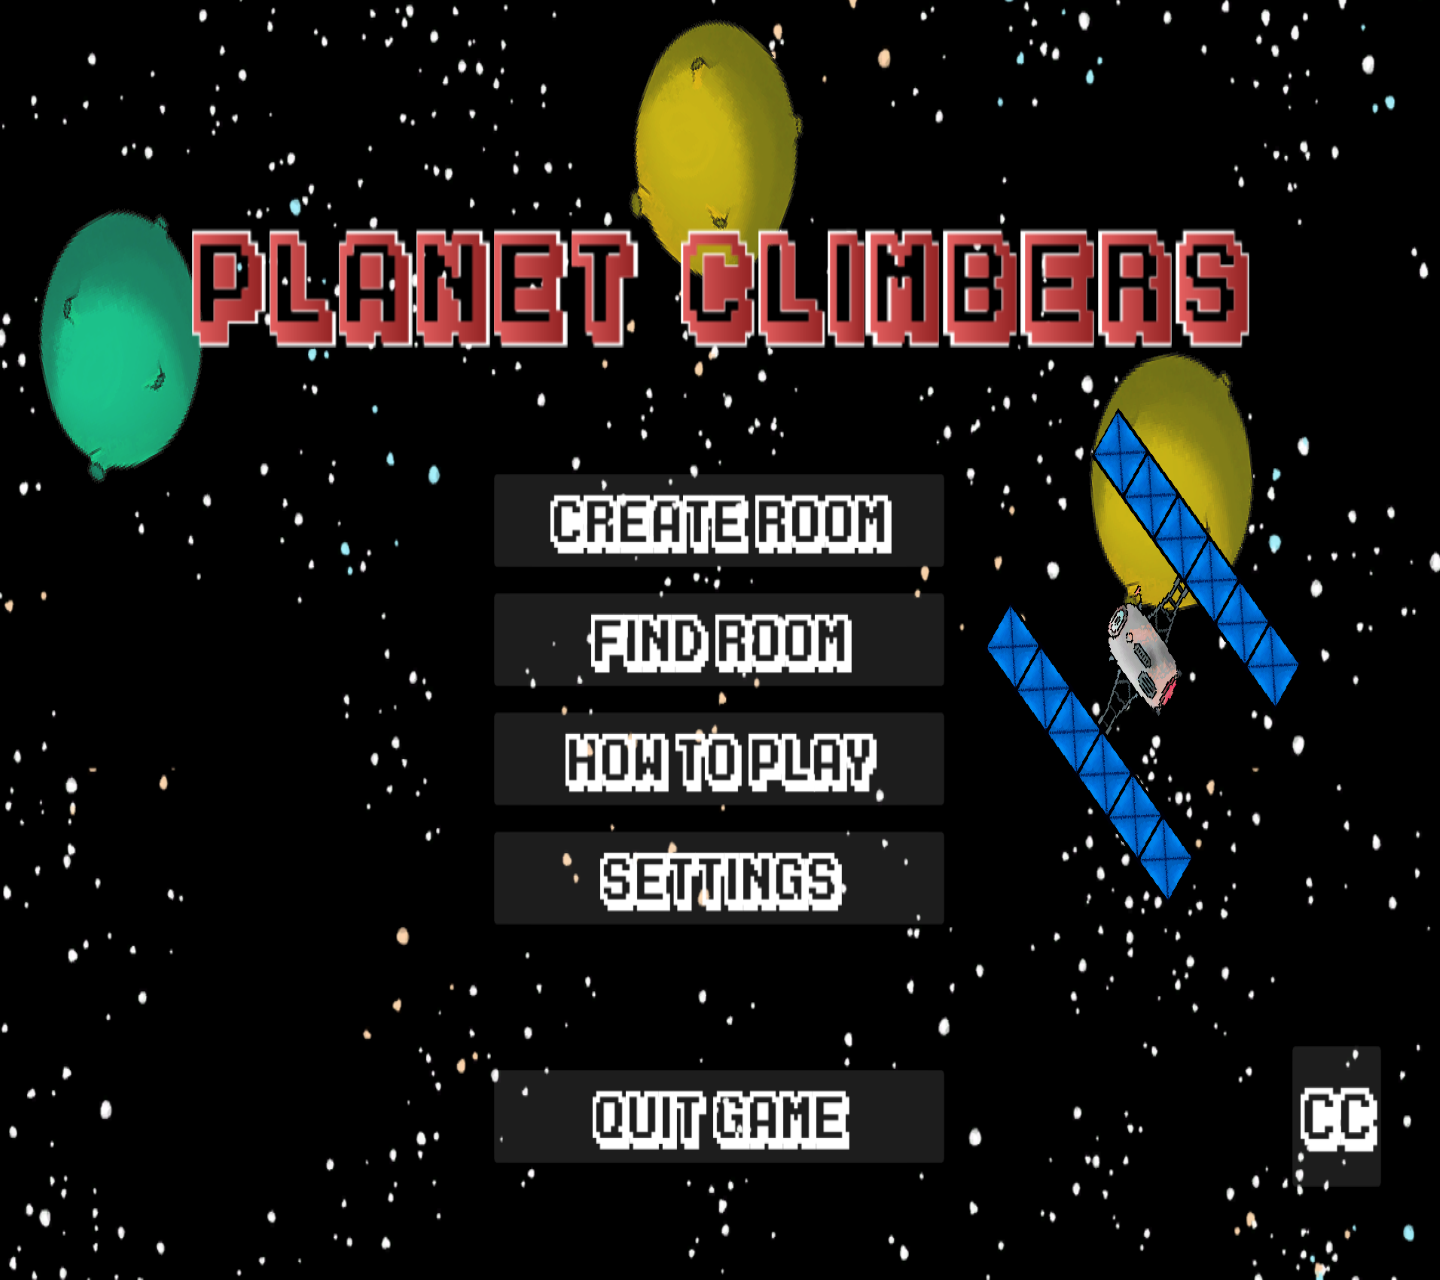 PLANET CLIMBERS
CREATE ROOM
FIND ROOM
HOW TO PLAY
SETTINGS
QUIT GAME
CC